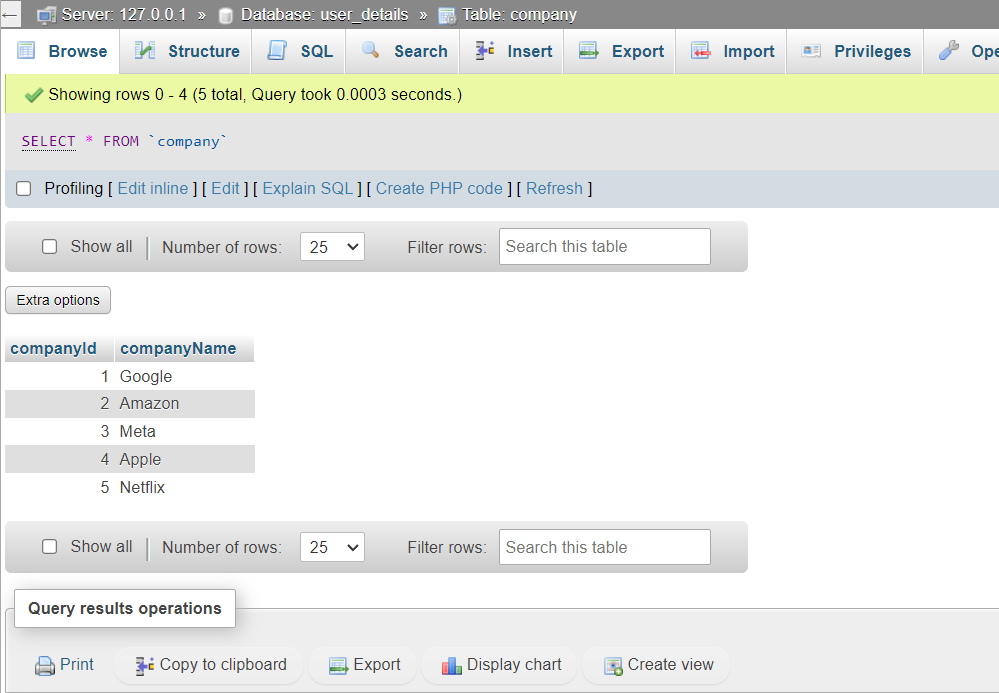 Server: 127.0.0.1 » Database: user_details » Table: company
Browse Structure SQL Search Insert Export Import Privileges Ope
Showing rows 0 - 4 (5 total, Query took 0.0003 seconds.)
SELECT * FROM `company`
Profiling [ Edit inline ] [ Edit ] [ Explain SQL ] [ Create PHP code ] [ Refresh ]
Show all Number of rows: 25 Filter rows: Search this table
Extra options
companyId companyName
1 Google
2 Amazon
3 Meta
4 Apple
5 Netflix
Show all Number of rows: 25 Filter rows: Search this table
Query results operations
Print Copy to clipboard Export Display chart Create view